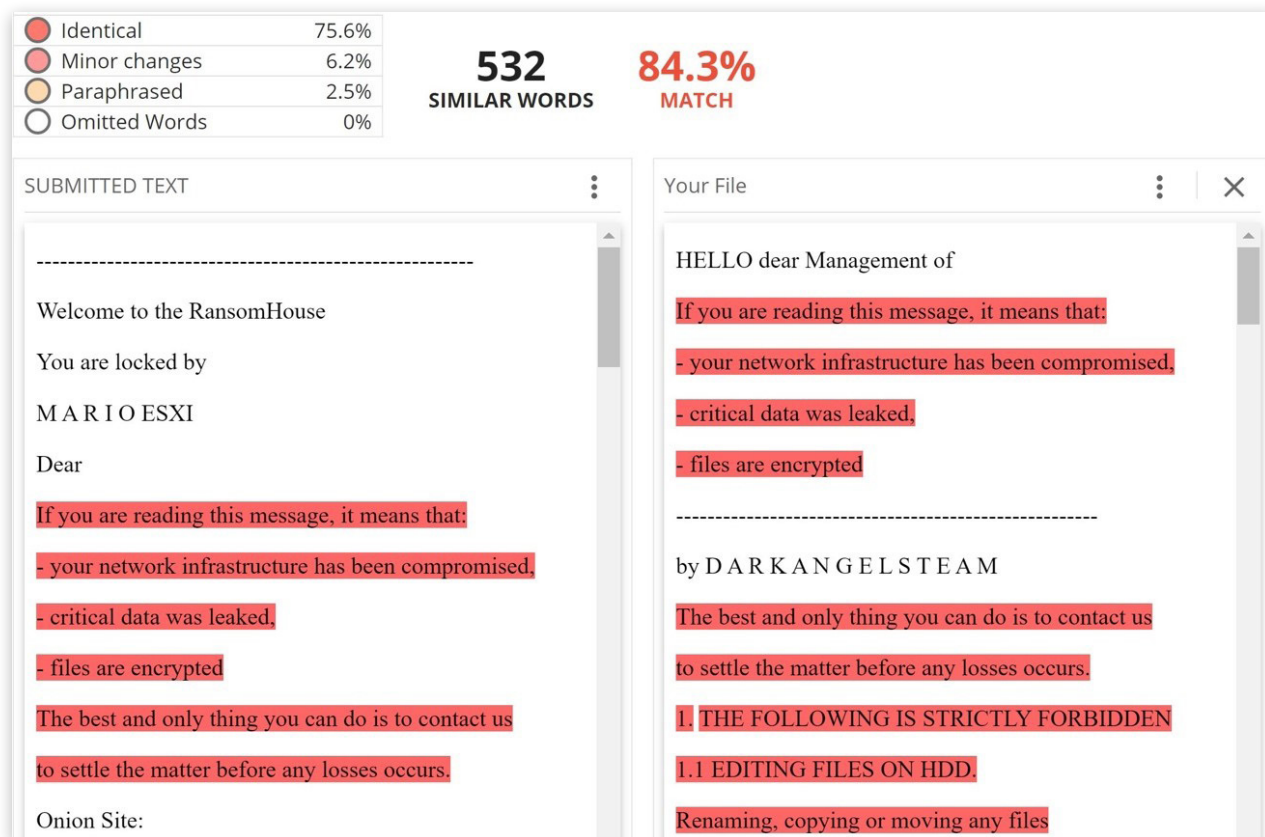 Identical 75.6%
Minor changes 6.2%
Paraphrased 2.5%
Omitted Words 0%
532
SIMILAR WORDS
84.3%
MATCH
SUBMITTED TEXT
--------------------------------------------------------
Welcome to the RansomHouse
You are locked by
M A R I O ESXI
Dear
If you are reading this message, it means that:
- your network infrastructure has been compromised,
- critical data was leaked,
- files are encrypted
The best and only thing you can do is to contact us
to settle the matter before any losses occurs.
Onion Site:
Your File
HELLO dear Management of
If you are reading this message, it means that:
- your network infrastructure has been compromised,
- critical data was leaked,
- files are encrypted
------------------------------------------------------
by D A R K A N G E L S T E A M
The best and only thing you can do is to contact us
to settle the matter before any losses occurs.
1. THE FOLLOWING IS STRICTLY FORBIDDEN
1.1 EDITING FILES ON HDD.
Renaming, copying or moving any files